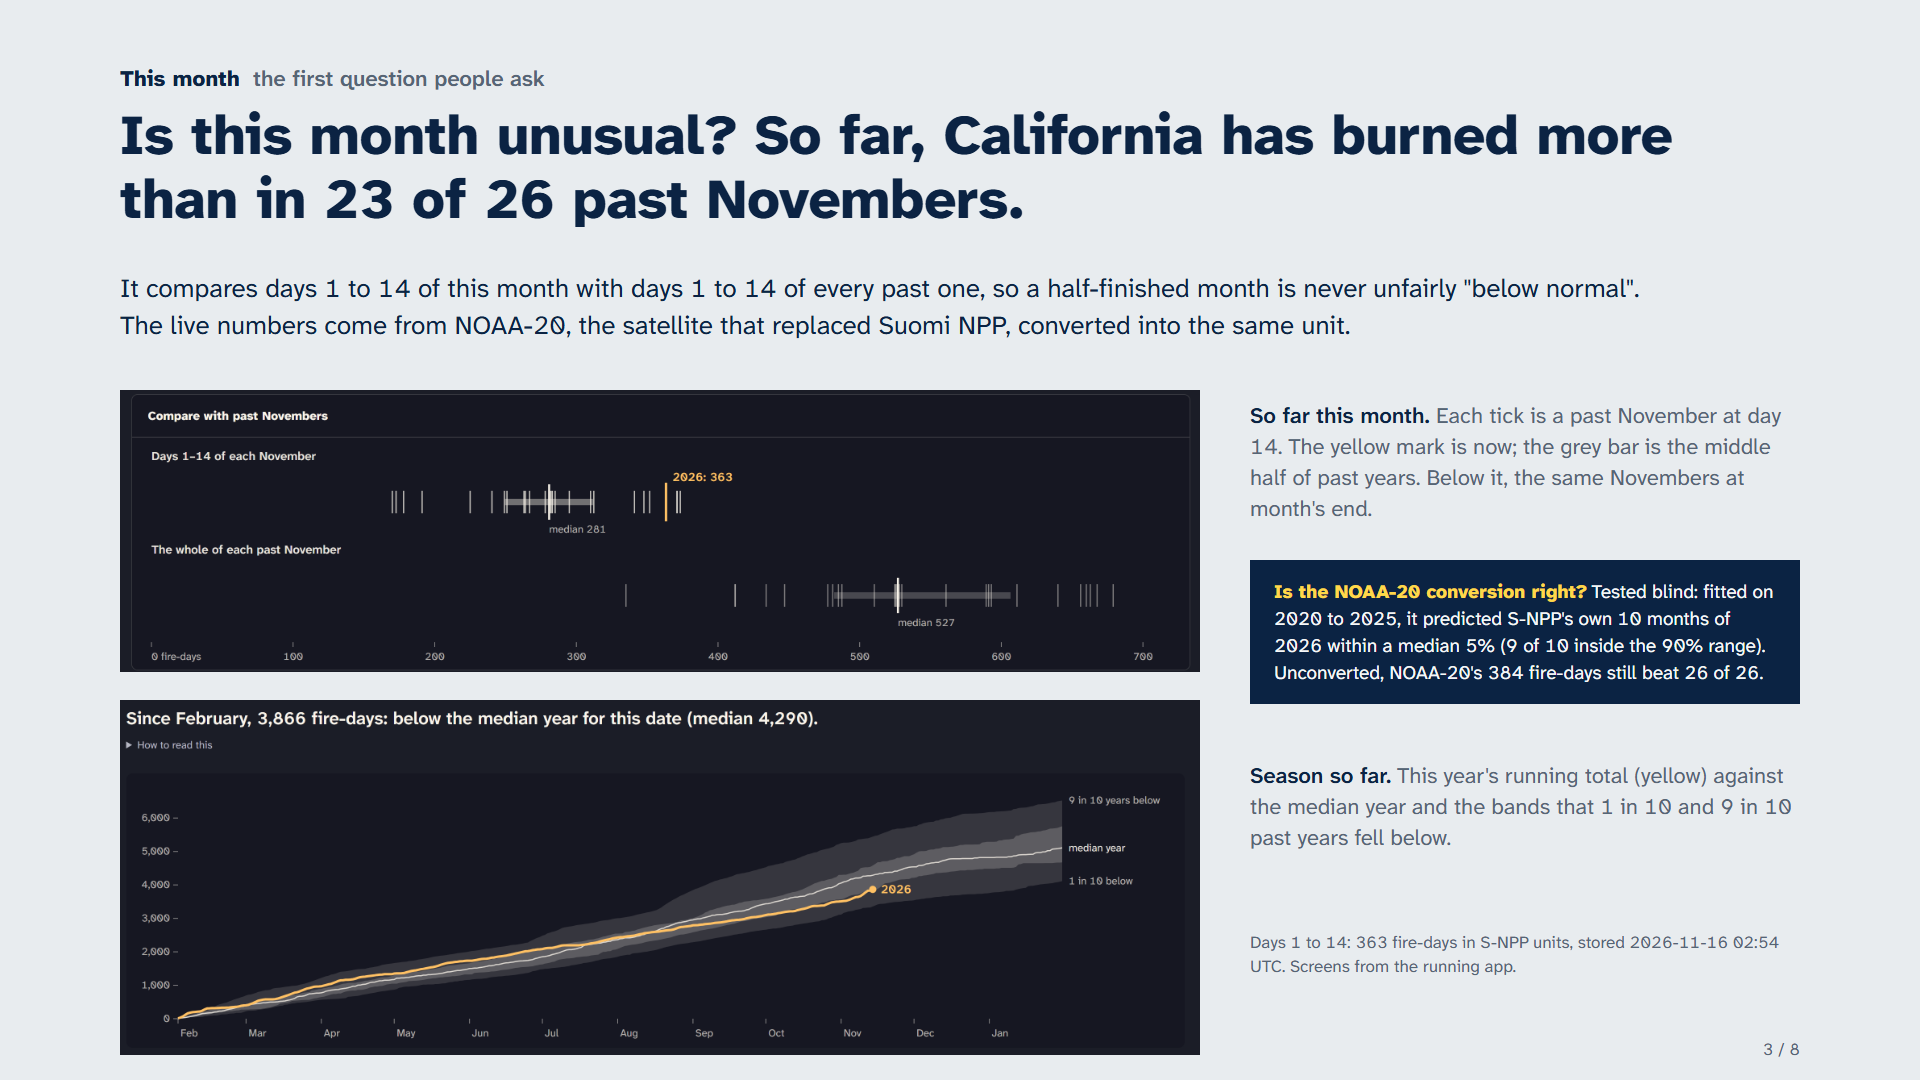 This month the first question people ask
Is this month unusual? So far, California has burned more
than in 23 of 26 past Novembers.
It compares days 1 to 14 of this month with days 1 to 14 of every past one, so a half-finished month is never unfairly "below normal".
The live numbers come from NOAA-20, the satellite that replaced Suomi NPP, converted into the same unit.
Compare with past Novembers
Days 1–14 of each November
2026: 363
median 281
The whole of each past November
median 527
0 fire-days 100 200 300 400 500 600 700
So far this month. Each tick is a past November at day
14. The yellow mark is now; the grey bar is the middle
half of past years. Below it, the same Novembers at
month's end.
Is the NOAA-20 conversion right? Tested blind: fitted on
2020 to 2025, it predicted S-NPP's own 10 months of
2026 within a median 5% (9 of 10 inside the 90% range).
Unconverted, NOAA-20's 384 fire-days still beat 26 of 26.
Since February, 3,866 fire-days: below the median year for this date (median 4,290).
▶ How to read this
9 in 10 years below
6,000
5,000
median year
4,000
1 in 10 below
2026
3,000
2,000
1,000
0
Feb Mar Apr May Jun Jul Aug Sep Oct Nov Dec Jan
Season so far. This year's running total (yellow) against
the median year and the bands that 1 in 10 and 9 in 10
past years fell below.
Days 1 to 14: 363 fire-days in S-NPP units, stored 2026-11-16 02:54
UTC. Screens from the running app.
3 / 8